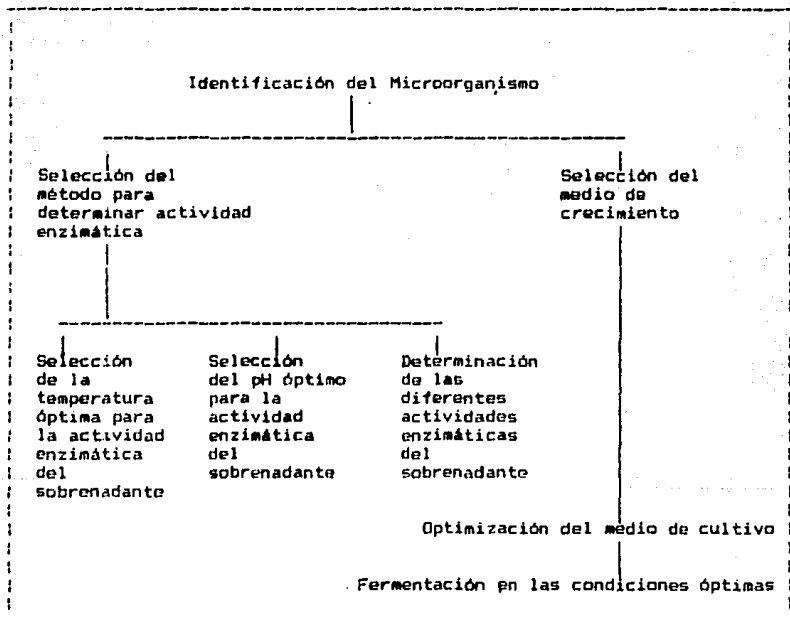 Identificación del Microorganismo
Selección del
método para
determinar actividad
enzimática
Selección del
medio de
crecimiento
Selección
de la
temperatura
óptima para
la actividad
enzimática
del
sobrenadante
Selección
del pH óptimo
para la
actividad
enzimática
del
sobrenadante
Determinación
de las
diferentes
actividades
enzimáticas
del
sobrenadante
Optimización del medio de cultivo
Fermentación en las condiciones óptimas